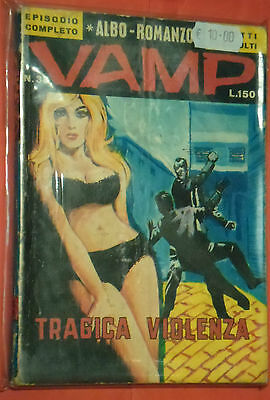 EPISODIO
COMPLETO
*ALBO-ROMANZO
VAMP
€ 10.00
L.150
TRAGICA VIOLENZA